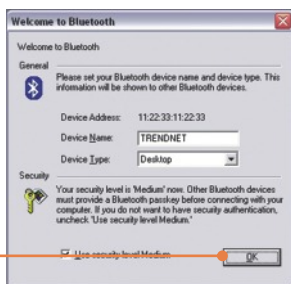 Welcome to Bluetooth
Welcome to Bluetooth
General
Please set your Bluetooth device name and device type. This
information will be shown to other Bluetooth devices.
Device Address: 11:22:33:11:22:33
Device Name: TRENDNET
Device Type: Desktop
Security
Your security level is 'Medium' now. Other Bluetooth devices
must provide a Bluetooth passkey before connecting with your
computer. If you do not want to have security authentication,
uncheck 'Use security level Medium.'
Use security level Medium
OK